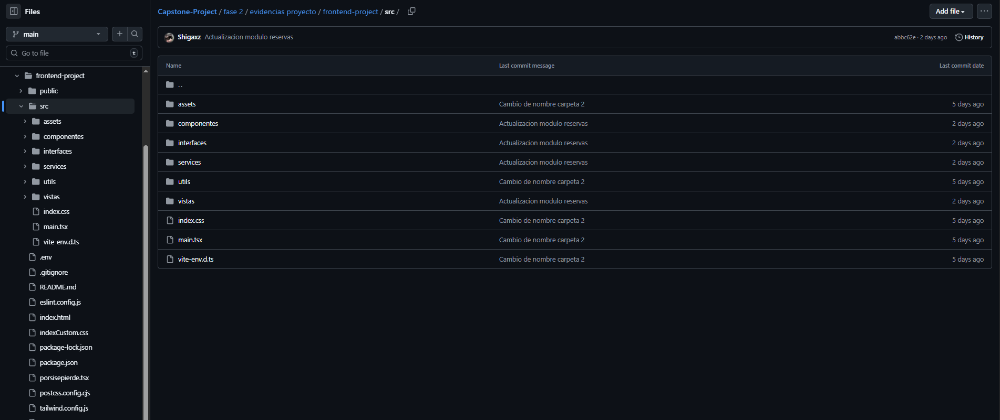 Files
main
Go to file
t
frontend-project
public
src
assets
componentes
interfaces
services
utils
vistas
index.css
main.tsx
vite-env.d.ts
.env
.gitignore
README.md
eslint.config.js
index.html
indexCustom.css
package-lock.json
package.json
porsisepierde.tsx
postcss.config.cjs
tailwind.config.js
Capstone-Project / fase 2 / evidencias proyecto / frontend-project / src /
Add file
Shigaxz Actualizacion modulo reservas
abbc62e · 2 days ago
History
Name Last commit message Last commit date
..
assets Cambio de nombre carpeta 2 5 days ago
componentes Actualizacion modulo reservas 2 days ago
interfaces Actualizacion modulo reservas 2 days ago
services Actualizacion modulo reservas 2 days ago
utils Cambio de nombre carpeta 2 5 days ago
vistas Actualizacion modulo reservas 2 days ago
index.css Cambio de nombre carpeta 2 5 days ago
main.tsx Cambio de nombre carpeta 2 5 days ago
vite-env.d.ts Cambio de nombre carpeta 2 5 days ago